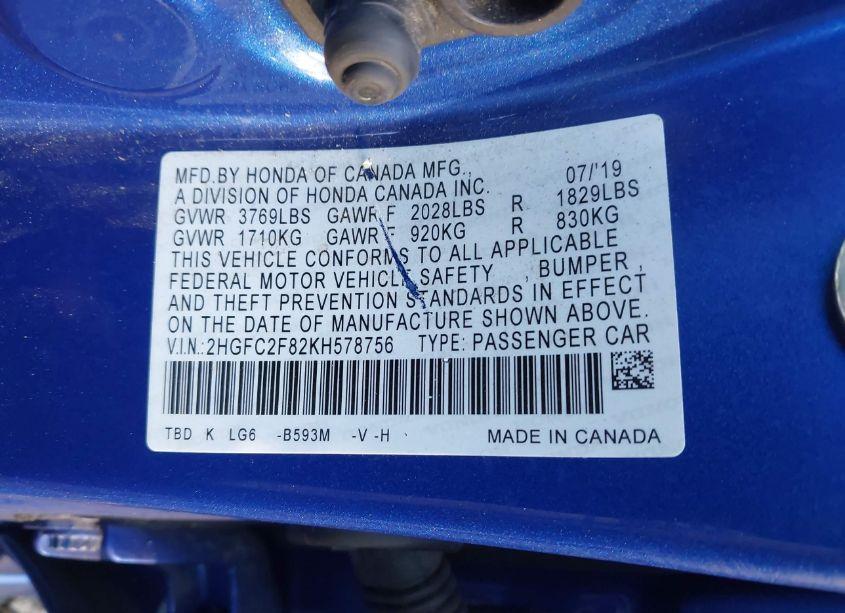 MFD.BY HONDA OF CANADA MFG., 07/'19
A DIVISION OF HONDA CANADA INC.
GVWR 3769LBS GAWR F 2028LBS R 1829LBS
GVWR 1710KG GAWR F 920KG R 830KG
THIS VEHICLE CONFORMS TO ALL APPLICABLE
FEDERAL MOTOR VEHICLE SAFETY , BUMPER ,
AND THEFT PREVENTION STANDARDS IN EFFECT
ON THE DATE OF MANUFACTURE SHOWN ABOVE.
V.I.N.:2HGFC2F82KH578756 TYPE: PASSENGER CAR
TBD K LG6 -B593M -V -H MADE IN CANADA